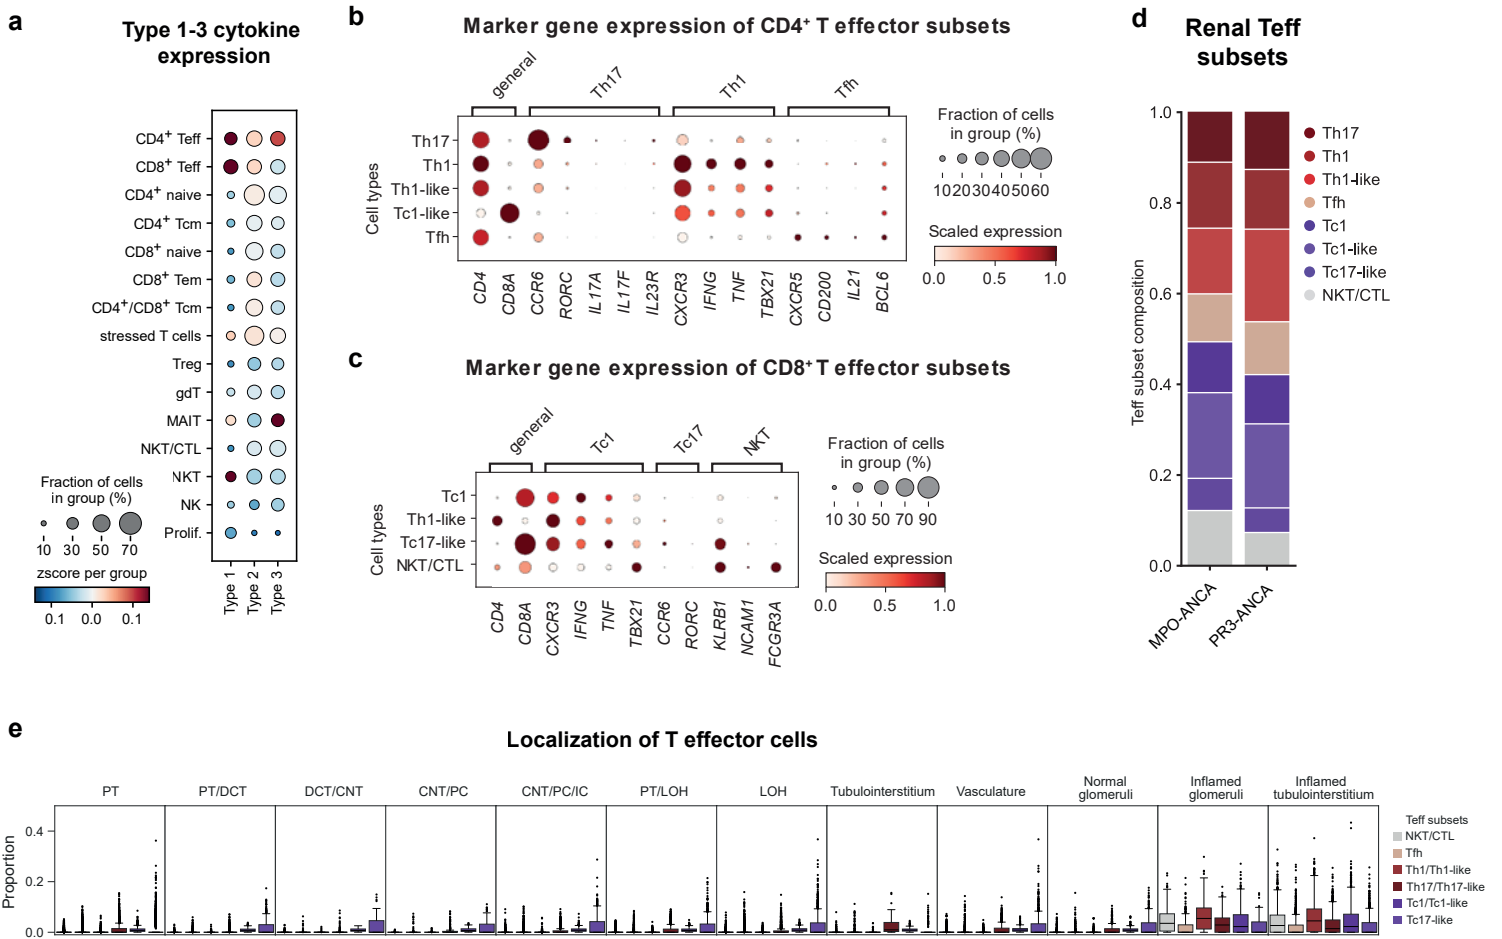 a
Type 1-3 cytokine
expression
CD4+ Teff
CD8+ Teff
CD4+ naive
CD4+ Tcm
CD8+ naive
CD8+ Tem
CD4+/CD8+ Tcm
stressed T cells
Treg
gdT
MAIT
NKT/CTL
NKT
NK
Prolif.
Type 1
Type 2
Type 3
Fraction of cells
in group (%)
10 30 50 70
zscore per group
0.1 0.0 0.1
b
Marker gene expression of CD4+ T effector subsets
general
Th17
Th1
Tfh
Cell types
Th17
Th1
Th1-like
Tc1-like
Tfh
CD4
CD8A
CCR6
RORC
IL17A
IL17F
IL23R
CXCR3
IFNG
TNF
TBX21
CXCR5
CD200
IL21
BCL6
Fraction of cells
in group (%)
10 20 30 40 50 60
Scaled expression
0.0 0.5 1.0
c
Marker gene expression of CD8+ T effector subsets
general
Tc1
Tc17
NKT
Cell types
Tc1
Th1-like
Tc17-like
NKT/CTL
CD4
CD8A
CXCR3
IFNG
TNF
TBX21
CCR6
RORC
KLRB1
NCAM1
FCGR3A
Fraction of cells
in group (%)
10 30 50 70 90
Scaled expression
0.0 0.5 1.0
d
Renal Teff
subsets
Teff subset composition
1.0
0.8
0.6
0.4
0.2
0.0
MPO-ANCA
PR3-ANCA
Th17
Th1
Th1-like
Tfh
Tc1
Tc1-like
Tc17-like
NKT/CTL
e
Localization of T effector cells
PT
PT/DCT
DCT/CNT
CNT/PC
CNT/PC/IC
PT/LOH
LOH
Tubulointerstitium
Vasculature
Normal
glomeruli
Inflamed
glomeruli
Inflamed
tubulointerstitium
Proportion
0.4
0.2
0.0
Teff subsets
NKT/CTL
Tfh
Th1/Th1-like
Th17/Th17-like
Tc1/Tc1-like
Tc17-like